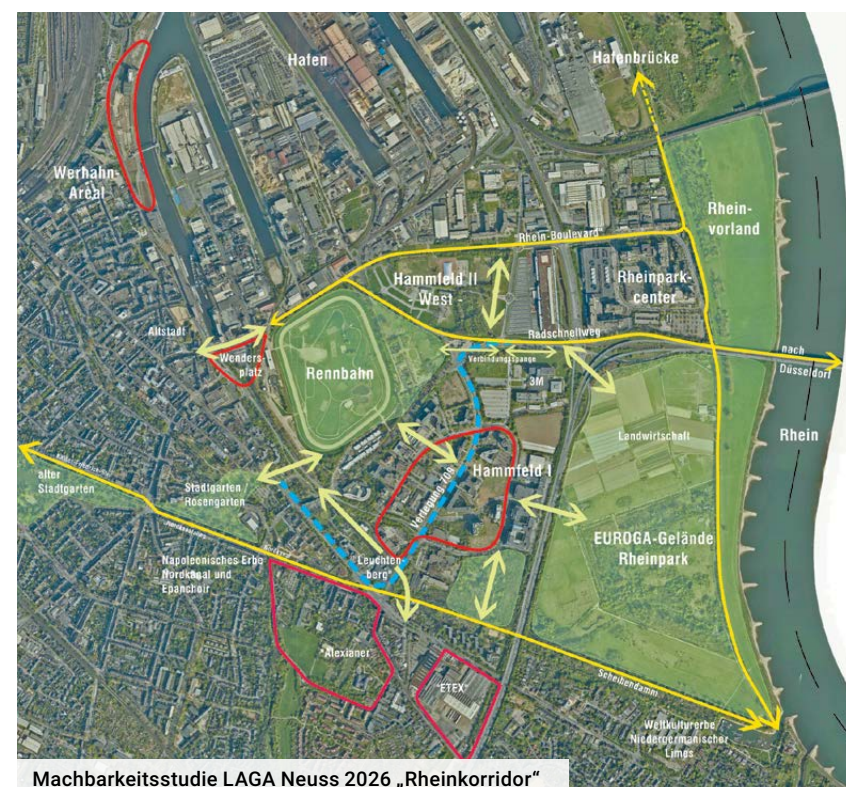 Hafen
Hafenbrücke
Werhahn-
Areal
Rhein-
vorland
Rhein-Boulevard"
Hammfeld II
- West -
Rheinpark-
center
Altstadt
Radschnellweg
Wenders-
platz
Verbindungsspange
nach
Düsseldorf
Rennbahn
3M
Landwirtschaft
Rhein
Hammfeld I
alter
Stadtgarten
Stadtgarten /
Rosengarten
Verlegung 709
EUROGA-Gelände
Rheinpark
Napoleonisches Erbe
Nordkanal und
Epanchoir
"Leuchten-
berg"
"Alexianer
"ETEX"
Scheibendamm
Weltkulturerbe
Niedergermanischer
Limes
Machbarkeitsstudie LAGA Neuss 2026 „Rheinkorridor“